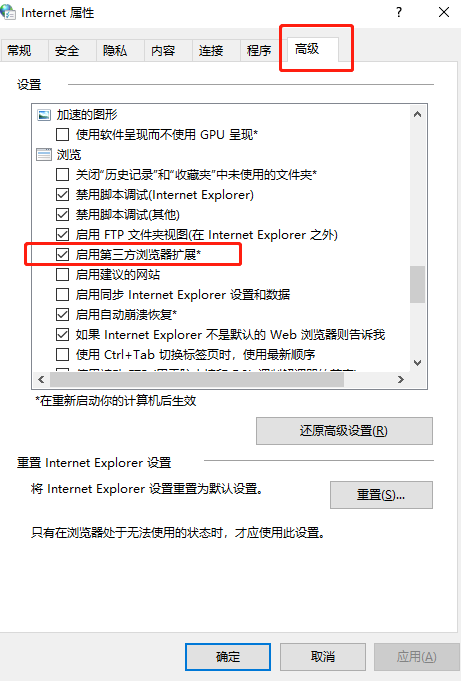 Internet 属性
常规 安全 隐私 内容 连接 程序 高级
设置
加速的图形
使用软件呈现而不使用 GPU 呈现*
浏览
关闭“历史记录”和“收藏夹”中未使用的文件夹*
禁用脚本调试(Internet Explorer)
禁用脚本调试(其他)
启用 FTP 文件夹视图(在 Internet Explorer 之外)
启用第三方浏览器扩展*
启用建议的网站
启用同步 Internet Explorer 设置和数据
启用自动崩溃恢复*
如果 Internet Explorer 不是默认的 Web 浏览器则告诉我
使用 Ctrl+Tab 切换标签页时，使用最新顺序
*在重新启动你的计算机后生效
还原高级设置(R)
重置 Internet Explorer 设置
将 Internet Explorer 设置重置为默认设置。
重置(S)...
只有在浏览器处于无法使用的状态时，才应使用此设置。
确定 取消 应用(A)